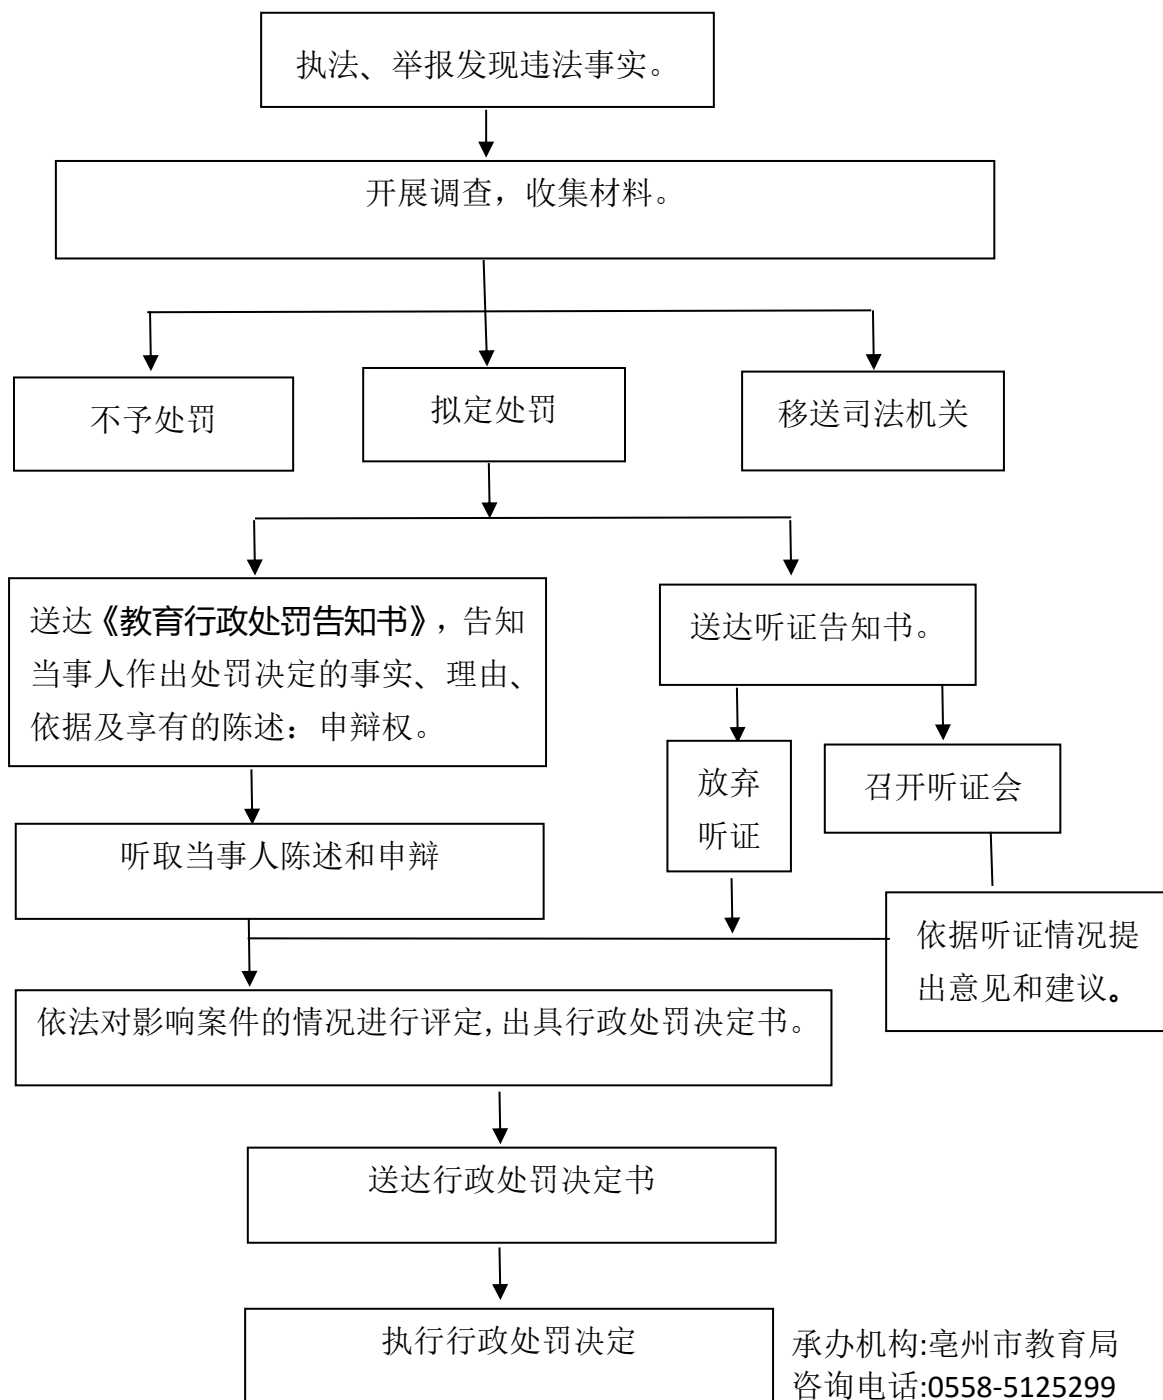 执法、举报发现违法事实。
开展调查，收集材料。
不予处罚
拟定处罚
移送司法机关
送达《教育行政处罚告知书》，告知
当事人作出处罚决定的事实、理由、
依据及享有的陈述：申辩权。
送达听证告知书。
放弃
听证
召开听证会
听取当事人陈述和申辩
依据听证情况提
出意见和建议。
依法对影响案件的情况进行评定,出具行政处罚决定书。
送达行政处罚决定书
执行行政处罚决定
承办机构:亳州市教育局
咨询电话:0558-5125299